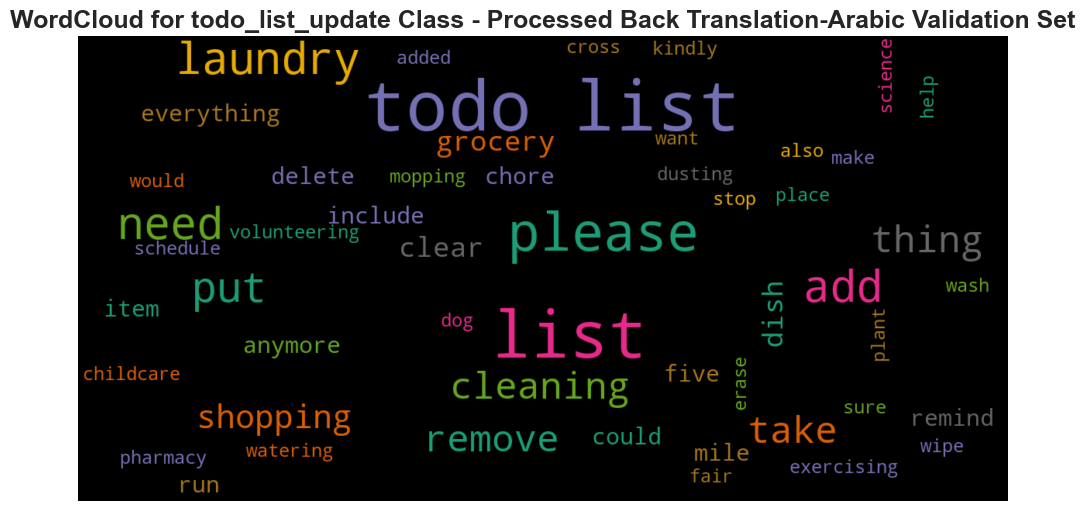 WordCloud for todo_list_update Class - Processed Back Translation-Arabic Validation Set
laundry added cross kindly science help
everything todo list
grocery want also make
would delete mopping chore dusting stop place
need volunteering include please thing
schedule clear
put add wash
item dog list dish plant
anymore
childcare cleaning five erase
shopping take sure remind
pharmacy watering remove could mile exercising wipe
run fair